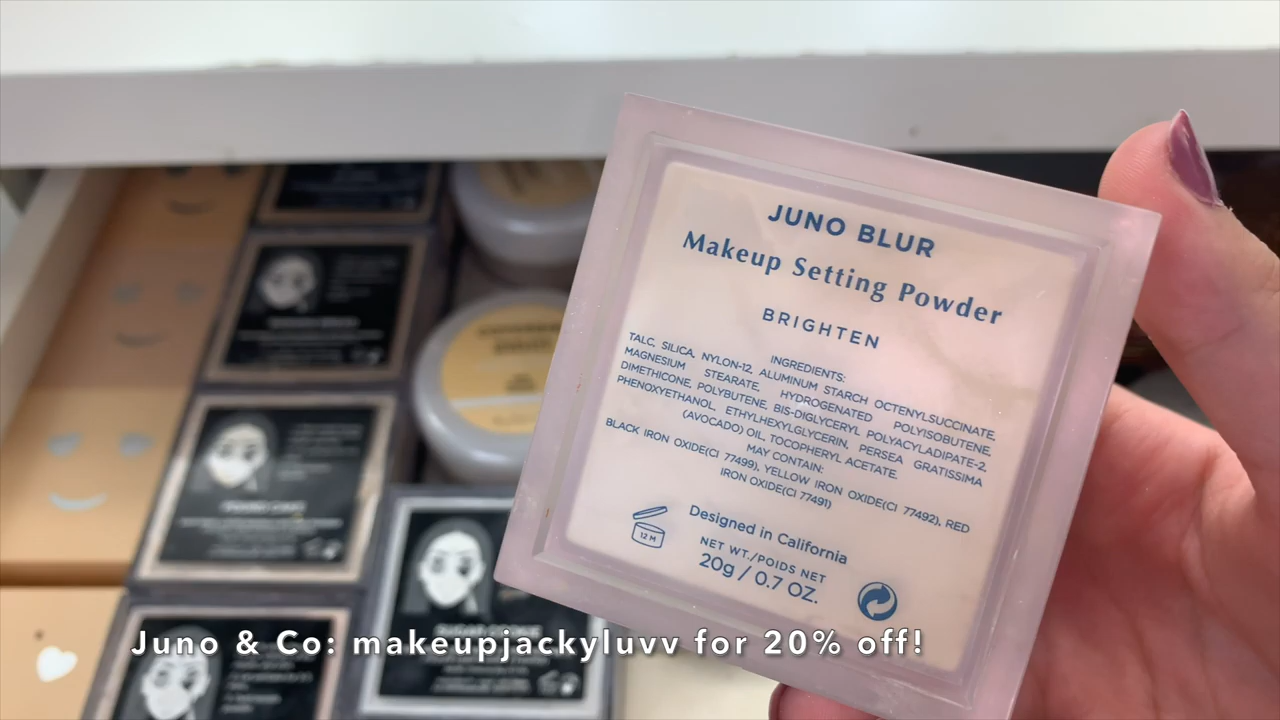 JUNO BLUR
Makeup Setting Powder
BRIGHTEN
INGREDIENTS:
TALC, SILICA, NYLON-12, ALUMINUM STARCH OCTENYLSUCCINATE,
MAGNESIUM STEARATE, HYDROGENATED POLYISOBUTENE,
DIMETHICONE, POLYBUTENE, BIS-DIGLYCERYL POLYACYLADIPATE-2,
PHENOXYETHANOL, ETHYLHEXYLGLYCERIN, PERSEA GRATISSIMA
(AVOCADO) OIL, TOCOPHERYL ACETATE.
MAY CONTAIN:
BLACK IRON OXIDE(CI 77499), YELLOW IRON OXIDE(CI 77492), RED
IRON OXIDE(CI 77491)
12 M
Designed in California
NET WT./POIDS NET
20g / 0.7 OZ.
Juno & Co: makeupjackyluvv for 20% off!